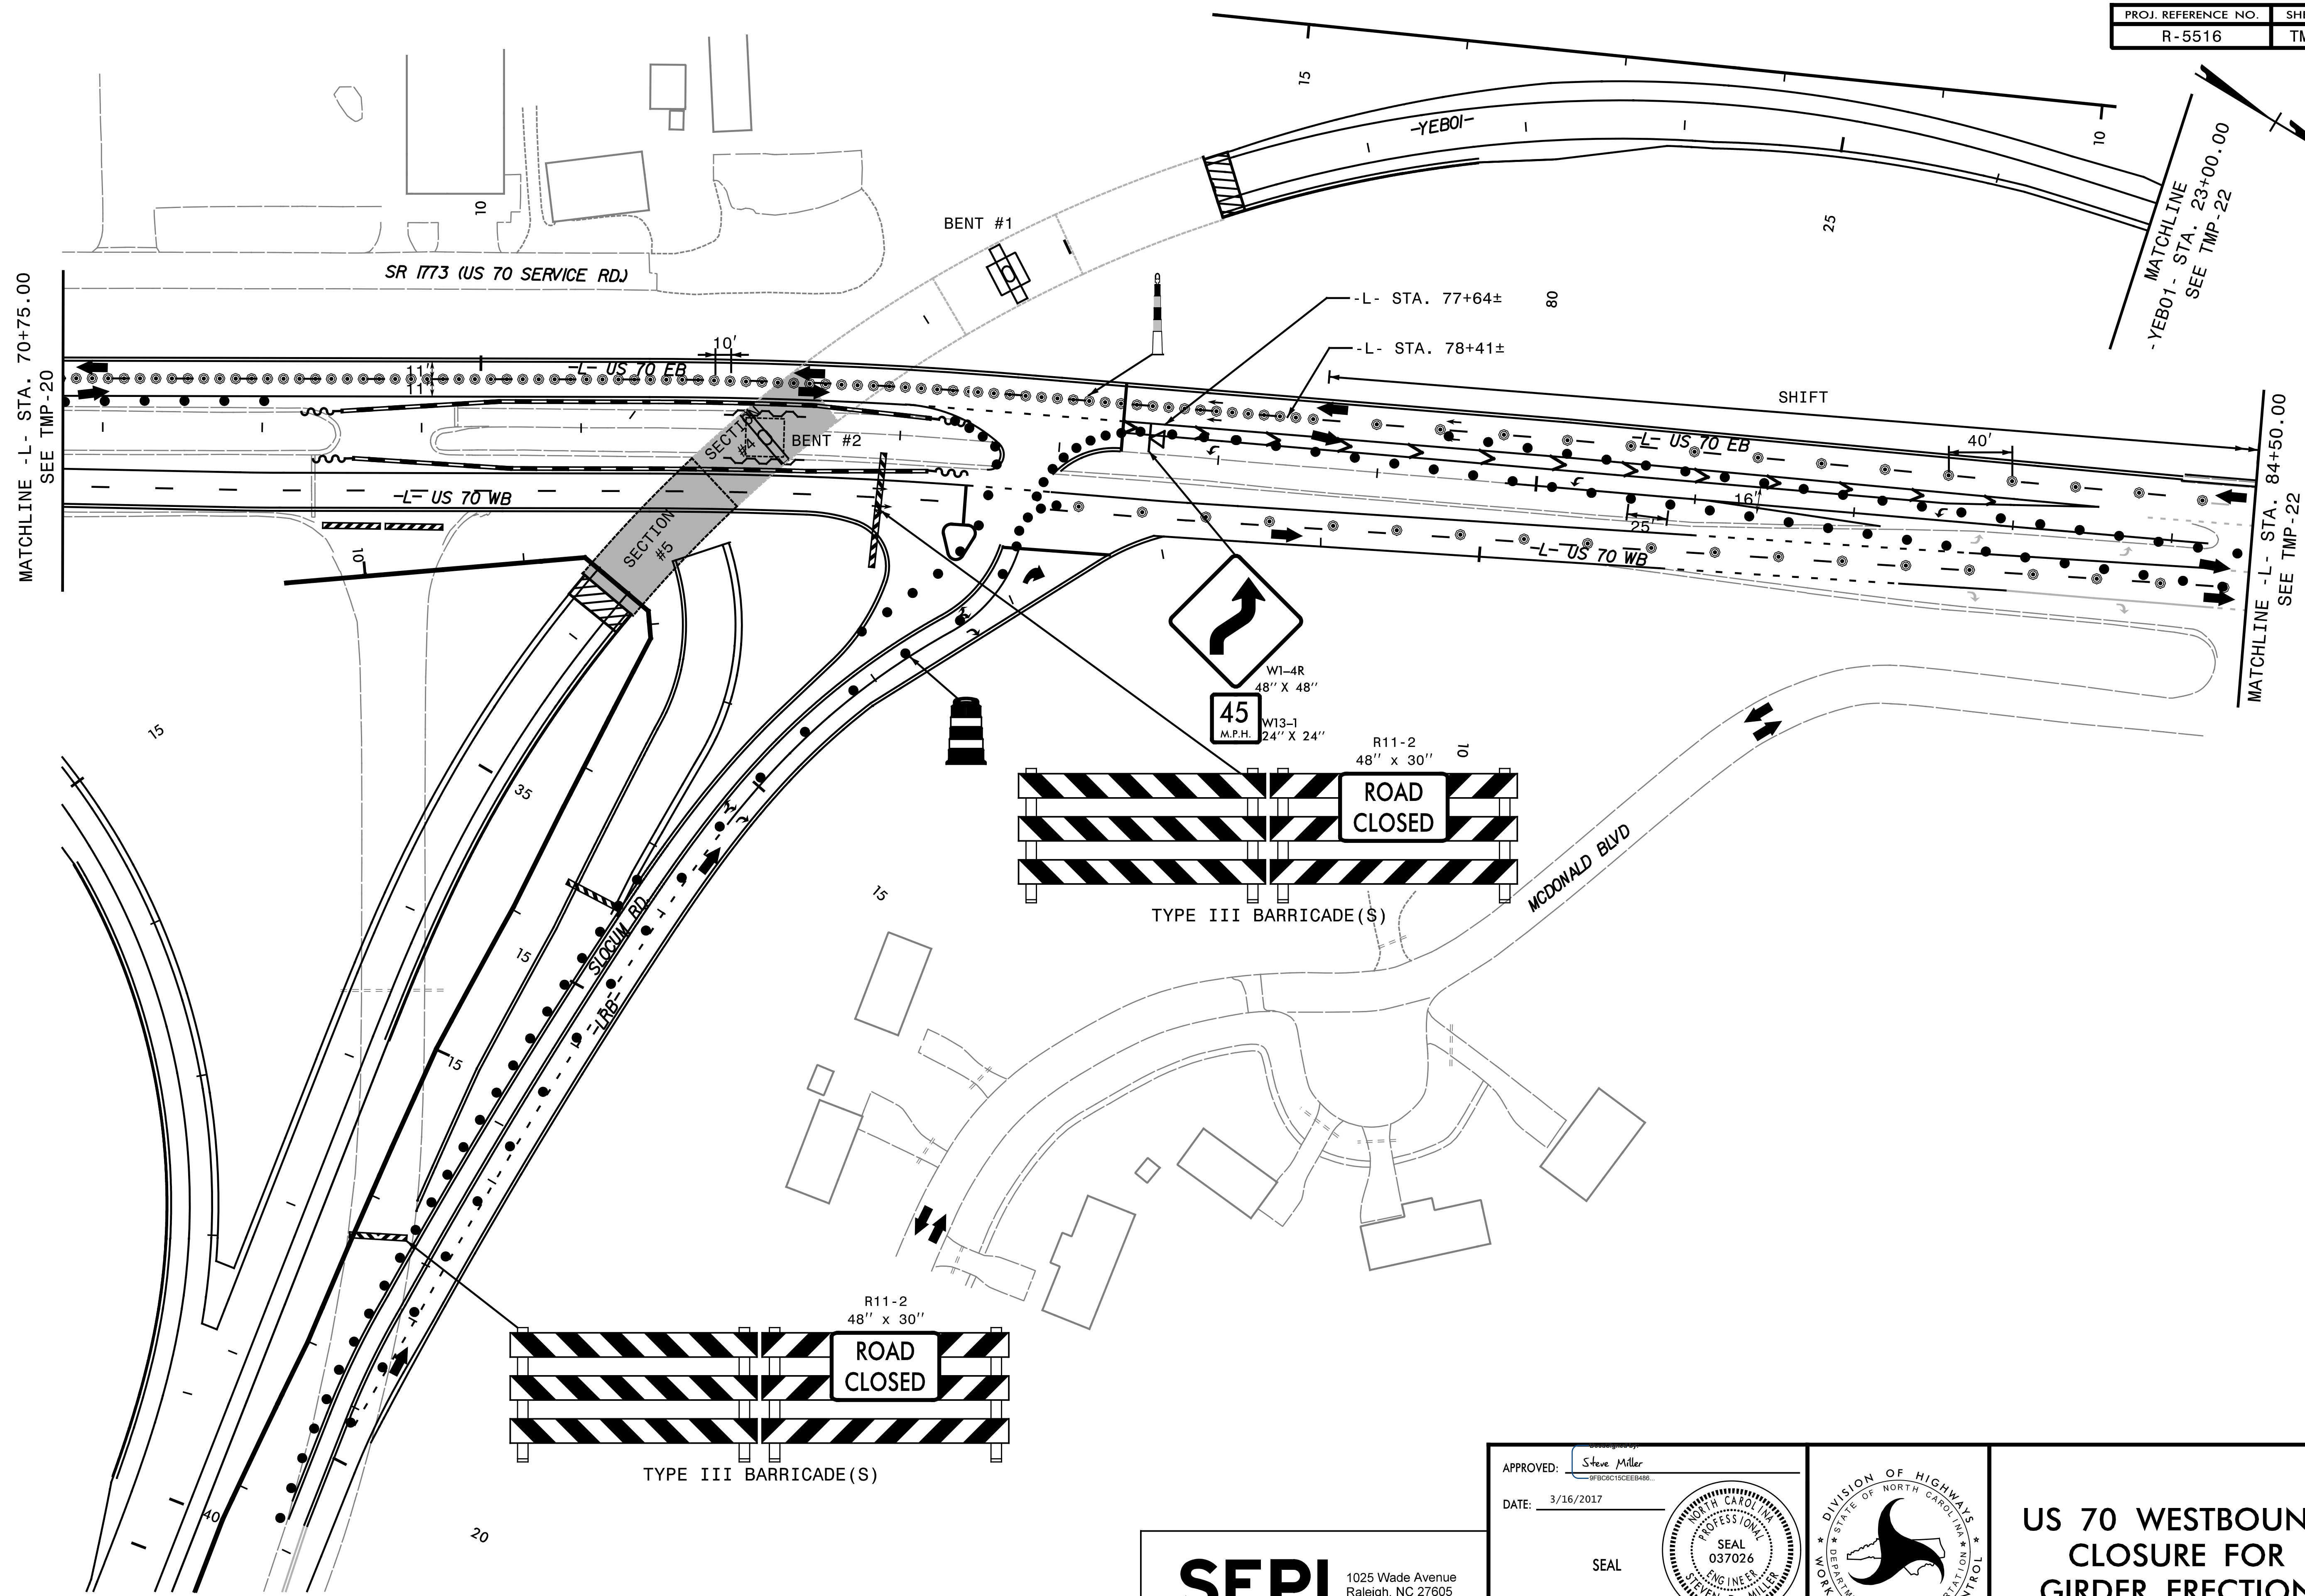 PROJ. REFERENCE NO.
R-5516
15
10
-YEB01-
MATCHLINE
-YEB01- STA. 23+00.00
SEE TMP-22
10
BENT #1
25
SR 1773 (US 70 SERVICE RD.)
MATCHLINE -L- STA. 70+75.00
SEE TMP-20
-L- STA. 77+64±
80
-L- STA. 78+41±
10'
11'
11'
-L- US 70 EB
SHIFT
MATCHLINE -L- STA. 84+50.00
SEE TMP-22
-L- US 70 EB
40'
SECTION
#4
BENT #2
-L- US 70 WB
16'
25'
-L- US 70 WB
SECTION
#5
10
W1-4R
48" X 48"
45
M.P.H.
W13-1
24" X 24"
R11-2
48" x 30"
10
ROAD
CLOSED
TYPE III BARRICADE(S)
15
35
15
MCDONALD BLVD
15
SLOCUM RD.
-LRB-
15
R11-2
48" x 30"
ROAD
CLOSED
TYPE III BARRICADE(S)
40
20
APPROVED: Steve Miller
9FBC6C15CEEB486...
DATE: 3/16/2017
SEAL
NORTH CAROLINA
PROFESSIONAL
SEAL
037026
ENGINEER
MILLER
DIVISION OF HIGHWAYS
STATE OF NORTH CAROLINA
SEPI
1025 Wade Avenue
Raleigh, NC 27605
US 70
CLOSURE FOR
GIRDER ERECTION